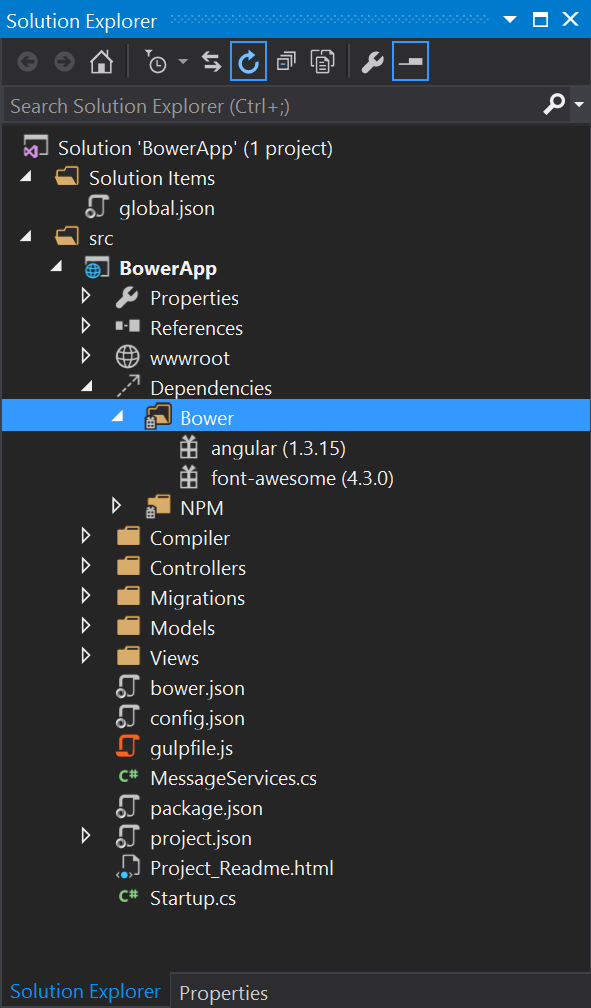 Solution Explorer
Search Solution Explorer (Ctrl+;)
Solution 'BowerApp' (1 project)
Solution Items
global.json
src
BowerApp
Properties
References
wwwroot
Dependencies
Bower
angular (1.3.15)
font-awesome (4.3.0)
NPM
Compiler
Controllers
Migrations
Models
Views
bower.json
config.json
gulpfile.js
C# MessageServices.cs
package.json
project.json
Project_Readme.html
C# Startup.cs
Solution Explorer Properties